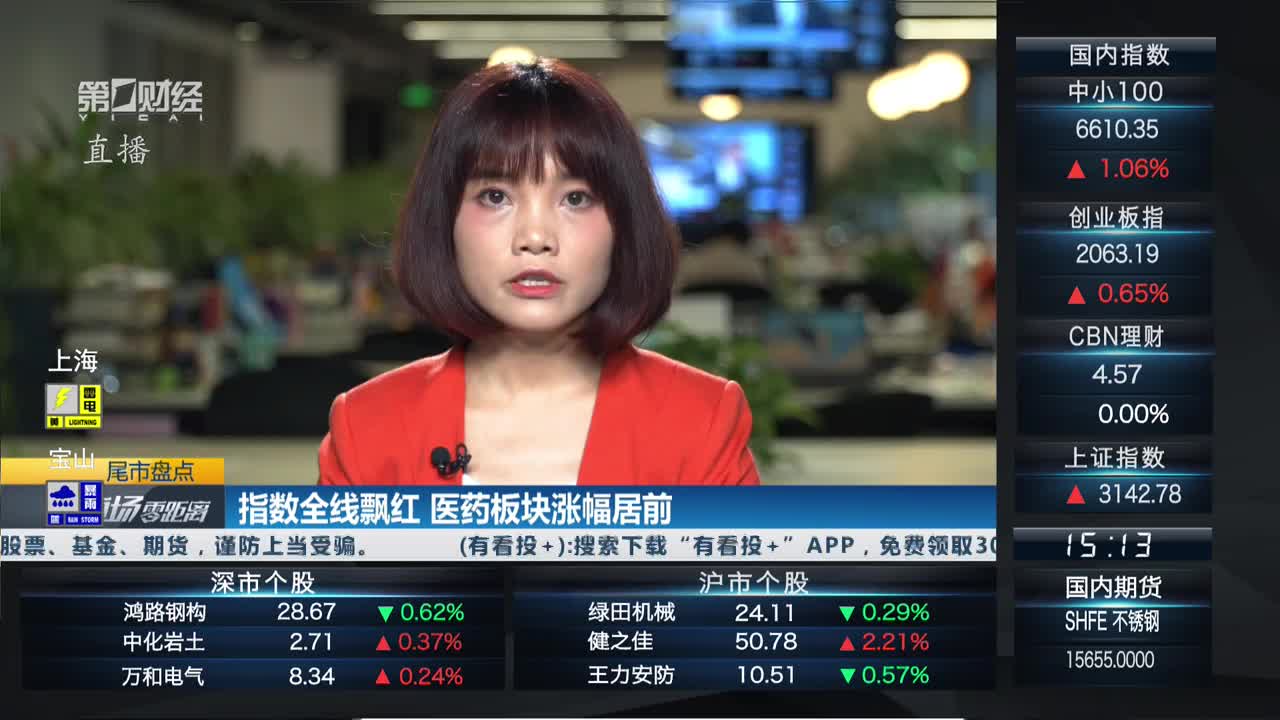 第一财经
YICAI
直播
上海
雷电
黄 LIGHTNING
宝山
暴雨
蓝 RAIN STORM
尾市盘点
市场零距离
指数全线飘红 医药板块涨幅居前
股票、基金、期货，谨防上当受骗。 (有看投+):搜索下载“有看投+”APP，免费领取30
深市个股
鸿路钢构 28.67 ▼0.62%
中化岩土 2.71 ▲0.37%
万和电气 8.34 ▲0.24%
沪市个股
绿田机械 24.11 ▼0.29%
健之佳 50.78 ▲2.21%
王力安防 10.51 ▼0.57%
国内指数
中小100
6610.35
▲ 1.06%
创业板指
2063.19
▲ 0.65%
CBN理财
4.57
0.00%
上证指数
▲ 3142.78
15:13
国内期货
SHFE 不锈钢
15655.0000